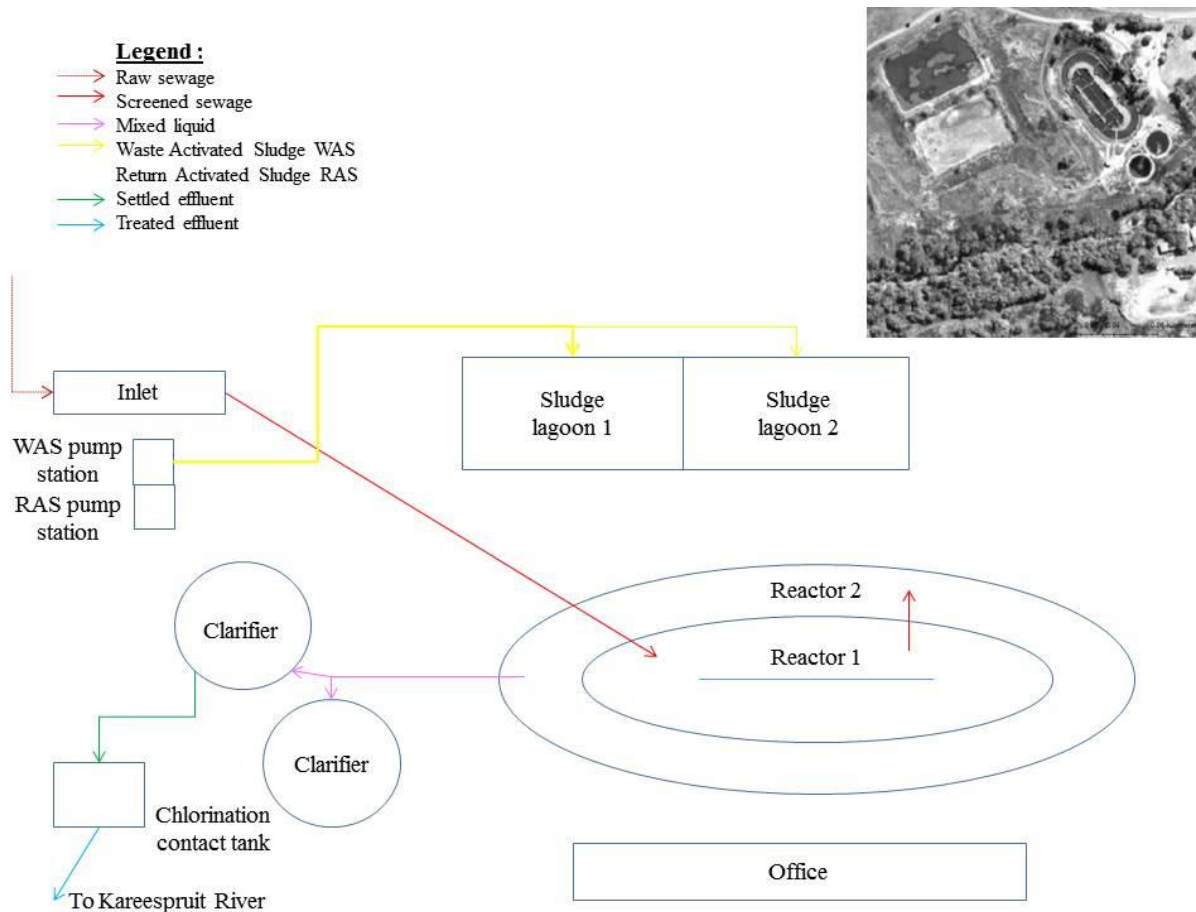 Legend :
Raw sewage
Screened sewage
Mixed liquid
Waste Activated Sludge WAS
Return Activated Sludge RAS
Settled effluent
Treated effluent
Inlet
Sludge
lagoon 1
Sludge
lagoon 2
WAS pump
station
RAS pump
station
Reactor 2
Reactor 1
Clarifier
Clarifier
Chlorination
contact tank
Office
To Kareespruit River